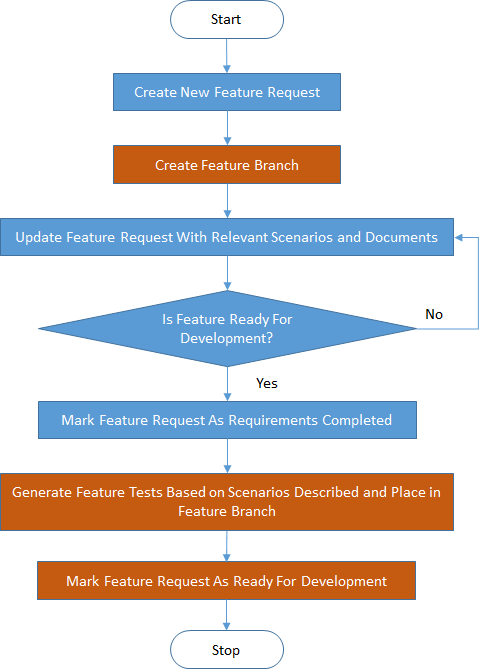 Start
Create New Feature Request
Create Feature Branch
Update Feature Request With Relevant Scenarios and Documents
Is Feature Ready For
Development?
No
Yes
Mark Feature Request As Requirements Completed
Generate Feature Tests Based on Scenarios Described and Place in
Feature Branch
Mark Feature Request As Ready For Development
Stop